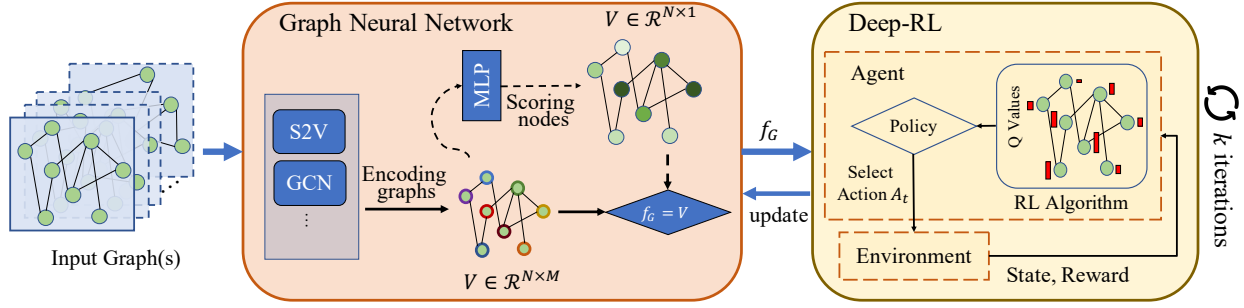 Input Graph(s)
Graph Neural Network
S2V
GCN
⋮
Encoding
graphs
MLP
Scoring
nodes
V ∈ ℛ^{N×1}
V ∈ ℛ^{N×M}
f_G = V
f_G
update
Deep-RL
Agent
Policy
Q Values
RL Algorithm
Select
Action A_t
Environment
State, Reward
k iterations